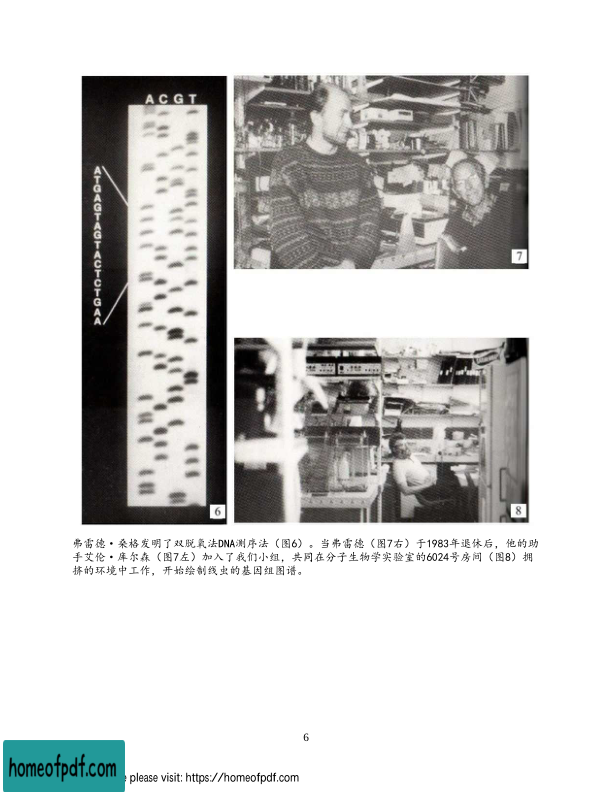 A C G T
ATGAGTAGTACTCTGAA
6
7
8
弗雷德·桑格发明了双脱氧法DNA测序法（图6）。当弗雷德（图7右）于1983年退休后，他的助
手艾伦·库尔森（图7左）加入了我们小组，共同在分子生物学实验室的6024号房间（图8）拥
挤的环境中工作，开始绘制线虫的基因组图谱。
6
homeofpdf.com
e please visit: https://homeofpdf.com